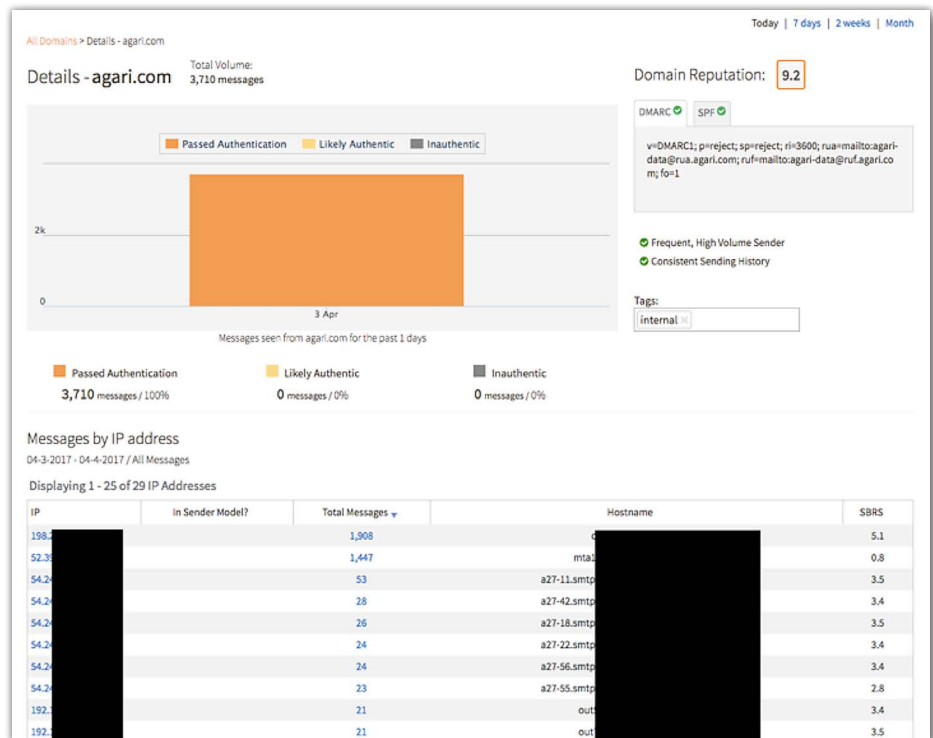 Today | 7 days | 2 weeks | Month
All Domains > Details - agari.com
Details - agari.com
Total Volume:
3,710 messages
Domain Reputation: 9.2
DMARC SPF
v=DMARC1; p=reject; sp=reject; ri=3600; rua=mailto:agari-
data@rua.agari.com; ruf=mailto:agari-data@ruf.agari.co
m; fo=1
Passed Authentication Likely Authentic Inauthentic
2k
0
3 Apr
Messages seen from agari.com for the past 1 days
Frequent, High Volume Sender
Consistent Sending History
Tags:
internal
Passed Authentication Likely Authentic Inauthentic
3,710 messages / 100% 0 messages / 0% 0 messages / 0%
Messages by IP address
04-3-2017 - 04-4-2017 / All Messages
Displaying 1 - 25 of 29 IP Addresses
IP In Sender Model? Total Messages Hostname SBRS
198. 1,908 5.1
52.39 1,447 mta1 0.8
54.24 53 a27-11.smtp 3.5
54.24 28 a27-42.smtp 3.4
54.24 26 a27-18.smtp 3.5
54.24 24 a27-22.smtp 3.4
54.24 24 a27-56.smtp 3.4
54.24 23 a27-55.smtp 2.8
192. 21 out 3.4
192. 21 out 3.5